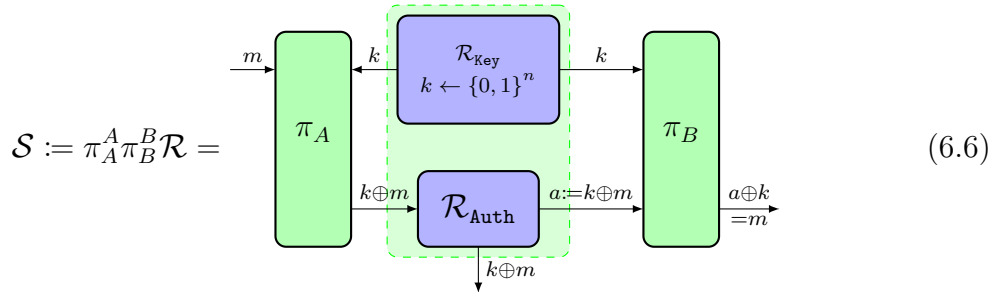 m
k
R_Key
k ← {0,1}^n
k
𝒮 := π_A^A π_B^B ℛ =
π_A
π_B
(6.6)
k⊕m
R_Auth
a:=k⊕m
a⊕k
=m
k⊕m